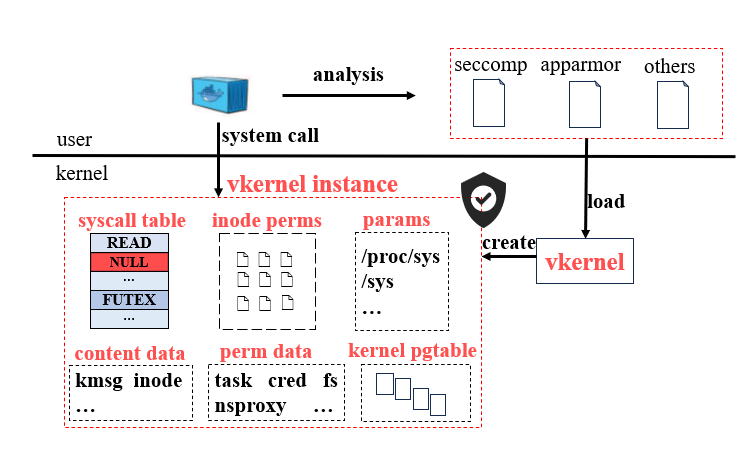 analysis
seccomp apparmor others
user
system call
kernel
vkernel instance
load
syscall table
inode perms
params
READ
NULL
...
FUTEX
...
/proc/sys
/sys
...
create
vkernel
content data
perm data
kernel pgtable
kmsg inode
...
task cred fs
nsproxy ...